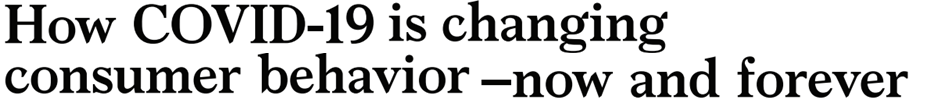 How COVID-19 is changing
consumer behavior –now and forever